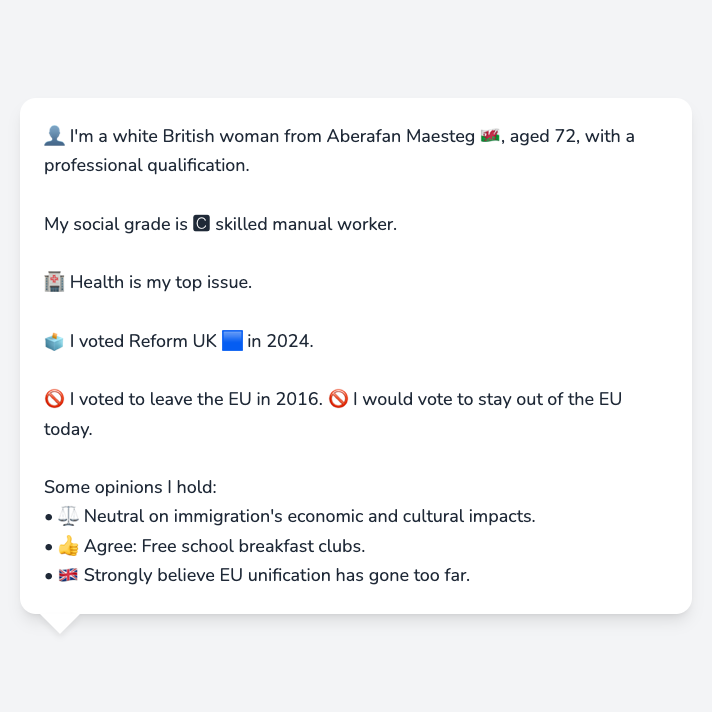 👤 I'm a white British woman from Aberafan Maesteg 🏴󠁧󠁢󠁷󠁬󠁳󠁿, aged 72, with a
professional qualification.
My social grade is 🅲 skilled manual worker.
🏥 Health is my top issue.
🗳️ I voted Reform UK 🟦 in 2024.
🚫 I voted to leave the EU in 2016. 🚫 I would vote to stay out of the EU
today.
Some opinions I hold:
• ⚖️ Neutral on immigration's economic and cultural impacts.
• 👍 Agree: Free school breakfast clubs.
• 🇬🇧 Strongly believe EU unification has gone too far.